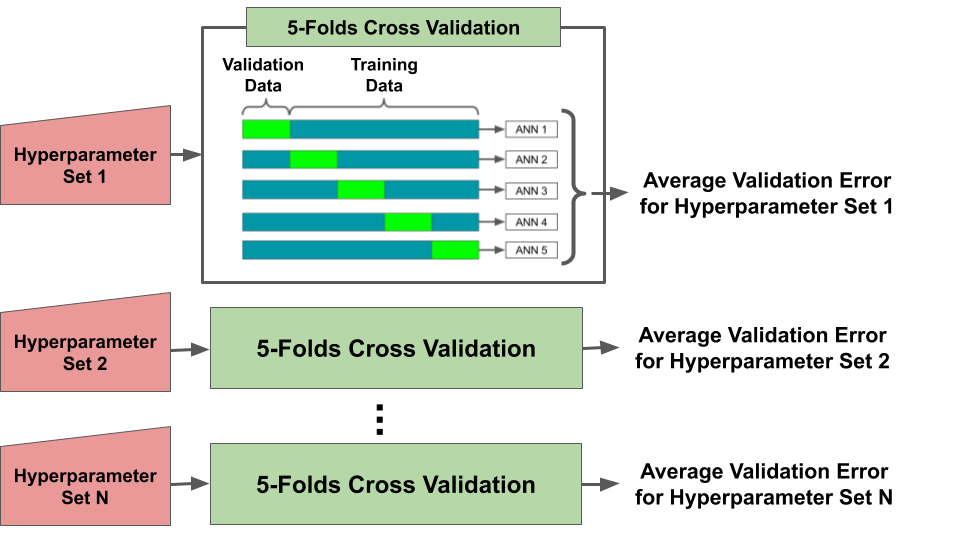 5-Folds Cross Validation
Validation
Data
Training
Data
Hyperparameter
Set 1
ANN 1
ANN 2
ANN 3
ANN 4
ANN 5
Average Validation Error
for Hyperparameter Set 1
Hyperparameter
Set 2
5-Folds Cross Validation
Average Validation Error
for Hyperparameter Set 2
Hyperparameter
Set N
5-Folds Cross Validation
Average Validation Error
for Hyperparameter Set N